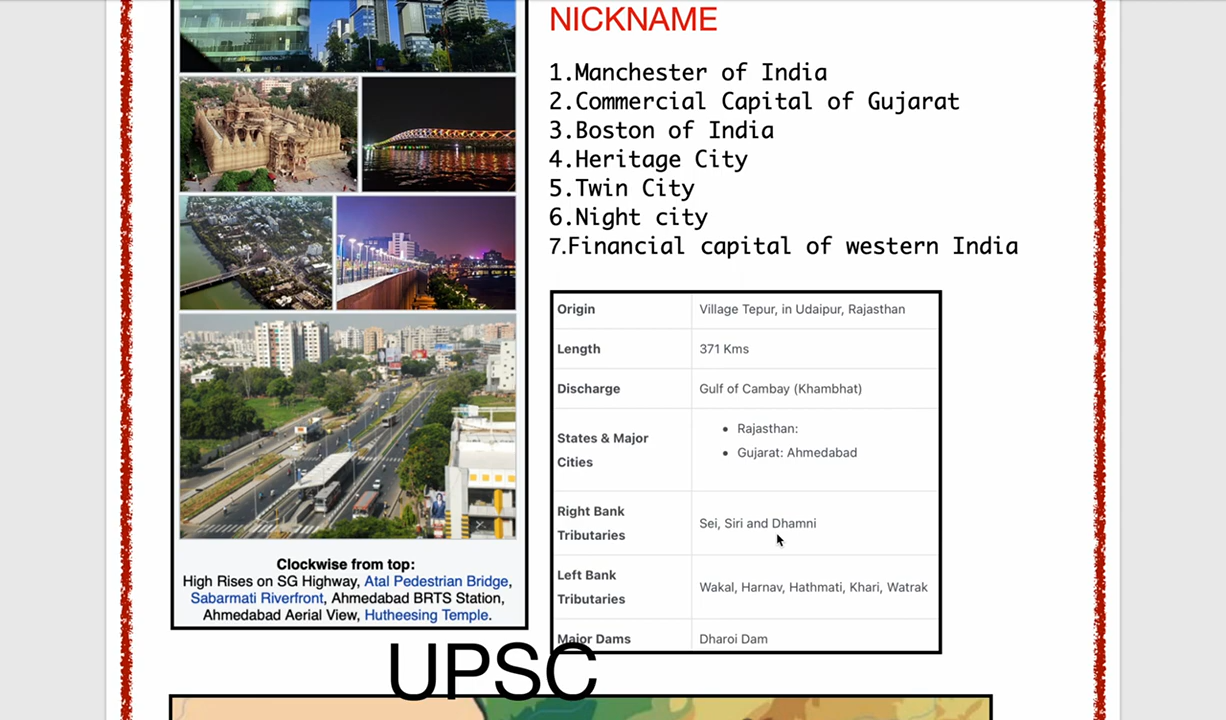 NICKNAME
1.Manchester of India
2.Commercial Capital of Gujarat
3.Boston of India
4.Heritage City
5.Twin City
6.Night city
7.Financial capital of western India
Clockwise from top:
High Rises on SG Highway, Atal Pedestrian Bridge,
Sabarmati Riverfront, Ahmedabad BRTS Station,
Ahmedabad Aerial View, Hutheesing Temple.
Origin Village Tepur, in Udaipur, Rajasthan
Length 371 Kms
Discharge Gulf of Cambay (Khambhat)
States & Major Cities
• Rajasthan:
• Gujarat: Ahmedabad
Right Bank Tributaries Sei, Siri and Dhamni
Left Bank Tributaries Wakal, Harnav, Hathmati, Khari, Watrak
Major Dams Dharoi Dam
UPSC